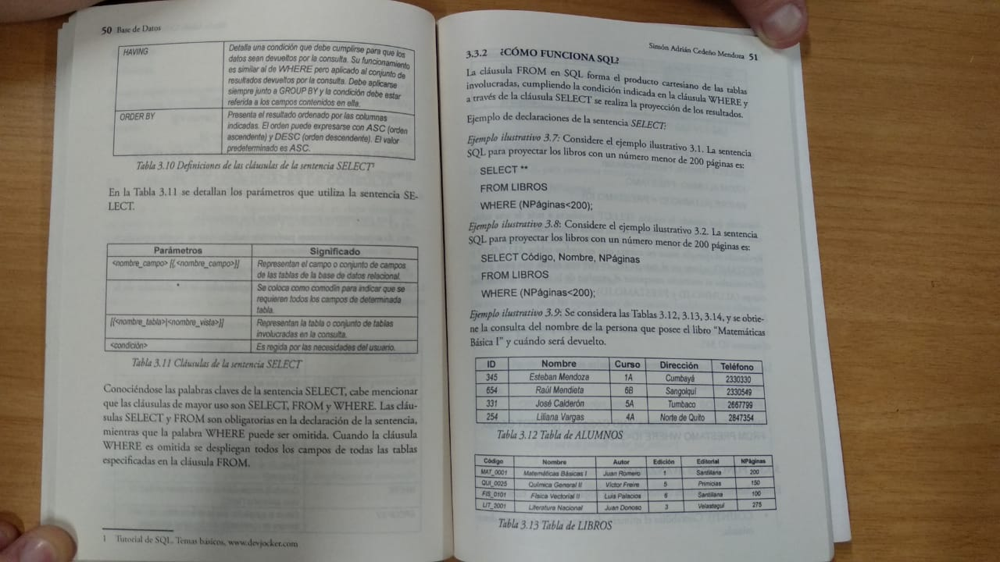 50 Base de Datos
HAVING
Detalla una condición que debe cumplirse para que los
datos sean devueltos por la consulta. Su funcionamiento
es similar al de WHERE pero aplicado al conjunto de
resultados devueltos por la consulta. Debe aplicarse
siempre junto a GROUP BY y la condición debe estar
referida a los campos contenidos en ella.
ORDER BY
Presenta el resultado ordenado por las columnas
indicadas. El orden puede expresarse con ASC (orden
ascendente) y DESC (orden descendente). El valor
predeterminado es ASC.
Tabla 3.10 Definiciones de las cláusulas de la sentencia SELECT¹
En la Tabla 3.11 se detallan los parámetros que utiliza la sentencia SE-
LECT.
Parámetros Significado
<nombre_campo> [{,<nombre_campo>}] Representan el campo o conjunto de campos
de las tablas de la base de datos relacional.
* Se coloca como comodín para indicar que se
requieren todos los campos de determinada
tabla.
[{<nombre_tabla>|<nombre_vista>}] Representan la tabla o conjunto de tablas
involucradas en la consulta.
<condición> Es regida por las necesidades del usuario.
Tabla 3.11 Cláusulas de la sentencia SELECT
Conociéndose las palabras claves de la sentencia SELECT, cabe mencionar
que las cláusulas de mayor uso son SELECT, FROM y WHERE. Las cláu-
sulas SELECT y FROM son obligatorias en la declaración de la sentencia,
mientras que la palabra WHERE puede ser omitida. Cuando la cláusula
WHERE es omitida se despliegan todos los campos de todas las tablas
especificadas en la cláusula FROM.
1 Tutorial de SQL. Temas básicos, www.devjocker.com
Simón Adrián Cedeño Mendoza 51
3.3.2 ¿CÓMO FUNCIONA SQL?
La cláusula FROM en SQL forma el producto cartesiano de las tablas
involucradas, cumpliendo la condición indicada en la cláusula WHERE y
a través de la cláusula SELECT se realiza la proyección de los resultados.
Ejemplo de declaraciones de la sentencia SELECT:
Ejemplo ilustrativo 3.7: Considere el ejemplo ilustrativo 3.1. La sentencia
SQL para proyectar los libros con un número menor de 200 páginas es:
SELECT **
FROM LIBROS
WHERE (NPáginas<200);
Ejemplo ilustrativo 3.8: Considere el ejemplo ilustrativo 3.2. La sentencia
SQL para proyectar los libros con un número menor de 200 páginas es:
SELECT Código, Nombre, NPáginas
FROM LIBROS
WHERE (NPáginas<200);
Ejemplo ilustrativo 3.9: Se considera las Tablas 3.12, 3.13, 3.14, y se obtie-
ne la consulta del nombre de la persona que posee el libro “Matemáticas
Básica I” y cuándo será devuelto.
ID Nombre Curso Dirección Teléfono
345 Esteban Mendoza 1A Cumbayá 2330330
654 Raúl Mendieta 6B Sangolquí 2330549
331 José Calderón 5A Tumbaco 2667799
254 Liliana Vargas 4A Norte de Quito 2847354
Tabla 3.12 Tabla de ALUMNOS
Código Nombre Autor Edición Editorial NPáginas
MAT_0001 Matemáticas Básicas I Juan Romero 1 Santillana 200
QUI_0025 Química General II Víctor Freire 5 Primicias 150
FIS_0101 Física Vectorial II Luis Palacios 6 Santillana 100
LIT_2001 Literatura Nacional Juan Donoso 3 Velastegui 275
Tabla 3.13 Tabla de LIBROS